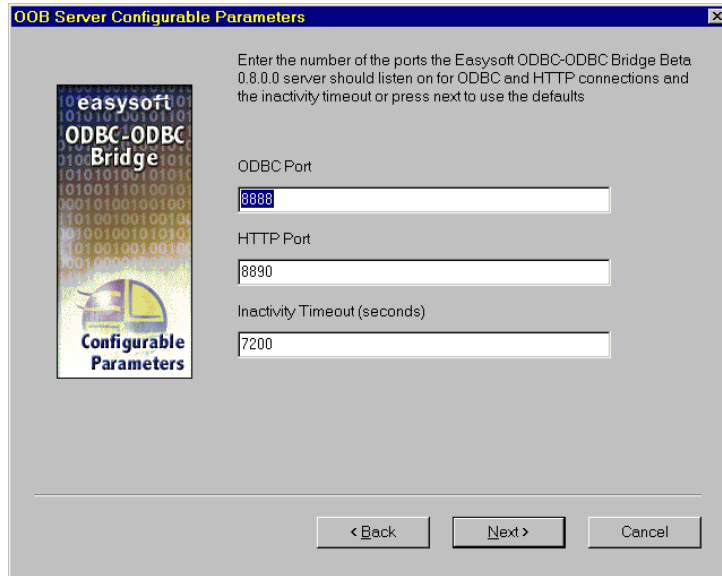 OOB Server Configurable Parameters
Enter the number of the ports the Easysoft ODBC-ODBC Bridge Beta
0.8.0.0 server should listen on for ODBC and HTTP connections and
the inactivity timeout or press next to use the defaults
easysoft
ODBC-ODBC
Bridge
Configurable
Parameters
ODBC Port
8888
HTTP Port
8890
Inactivity Timeout (seconds)
7200
< Back
Next >
Cancel